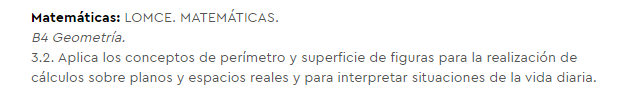 Matemáticas: LOMCE. MATEMÁTICAS.
B4 Geometría.
3.2. Aplica los conceptos de perímetro y superficie de figuras para la realización de
cálculos sobre planos y espacios reales y para interpretar situaciones de la vida diaria.